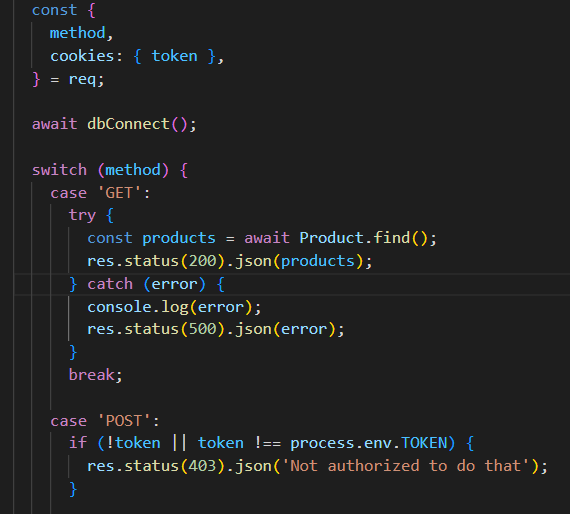 const {
method,
cookies: { token },
} = req;
await dbConnect();
switch (method) {
case 'GET':
try {
const products = await Product.find();
res.status(200).json(products);
} catch (error) {
console.log(error);
res.status(500).json(error);
}
break;
case 'POST':
if (!token || token !== process.env.TOKEN) {
res.status(403).json('Not authorized to do that');
}